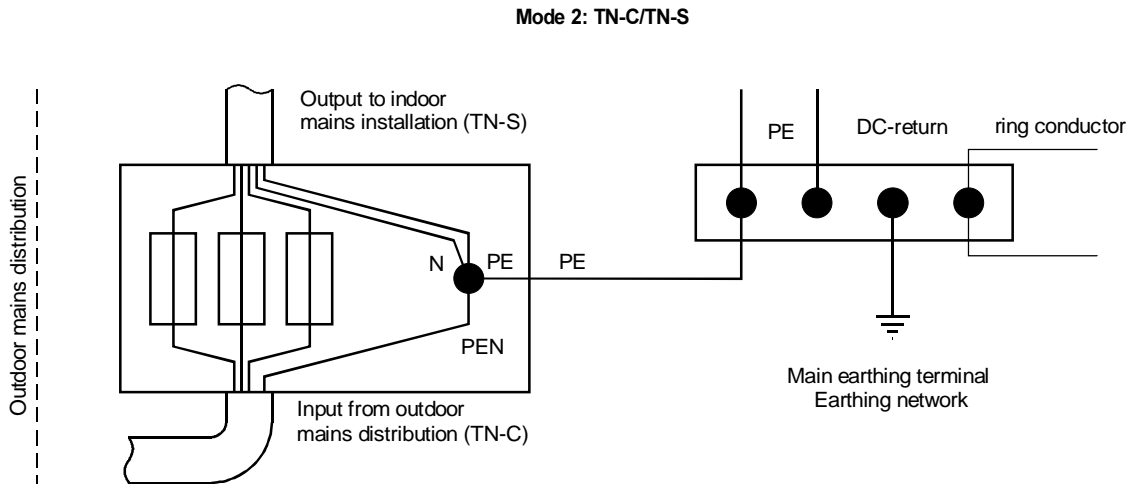 Mode 2: TN-C/TN-S
Outdoor mains distribution
Output to indoor
mains installation (TN-S)
PE
DC-return
ring conductor
N
PE
PE
PEN
Input from outdoor
mains distribution (TN-C)
Main earthing terminal
Earthing network